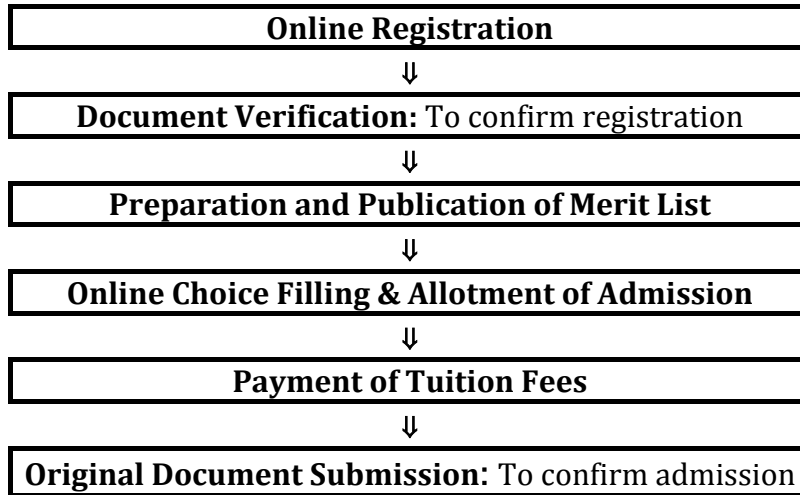 Online Registration
⇓
Document Verification: To confirm registration
⇓
Preparation and Publication of Merit List
⇓
Online Choice Filling & Allotment of Admission
⇓
Payment of Tuition Fees
⇓
Original Document Submission: To confirm admission